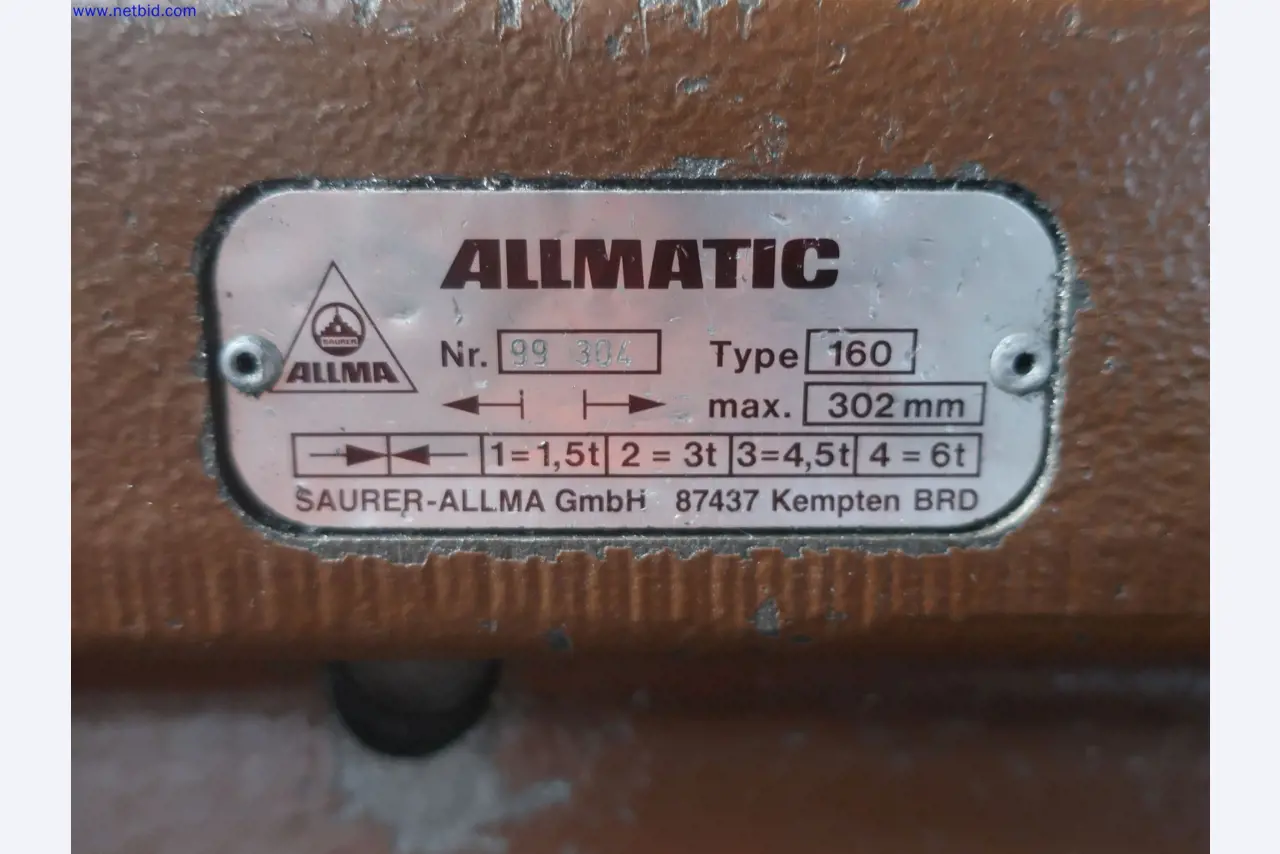 www.netbid.com
ALLMATIC
SAURER
ALLMA
Nr. 99 304 Type 160
max. 302 mm
1=1,5t 2 = 3t 3=4,5t 4 = 6t
SAURER-ALLMA GmbH 87437 Kempten BRD